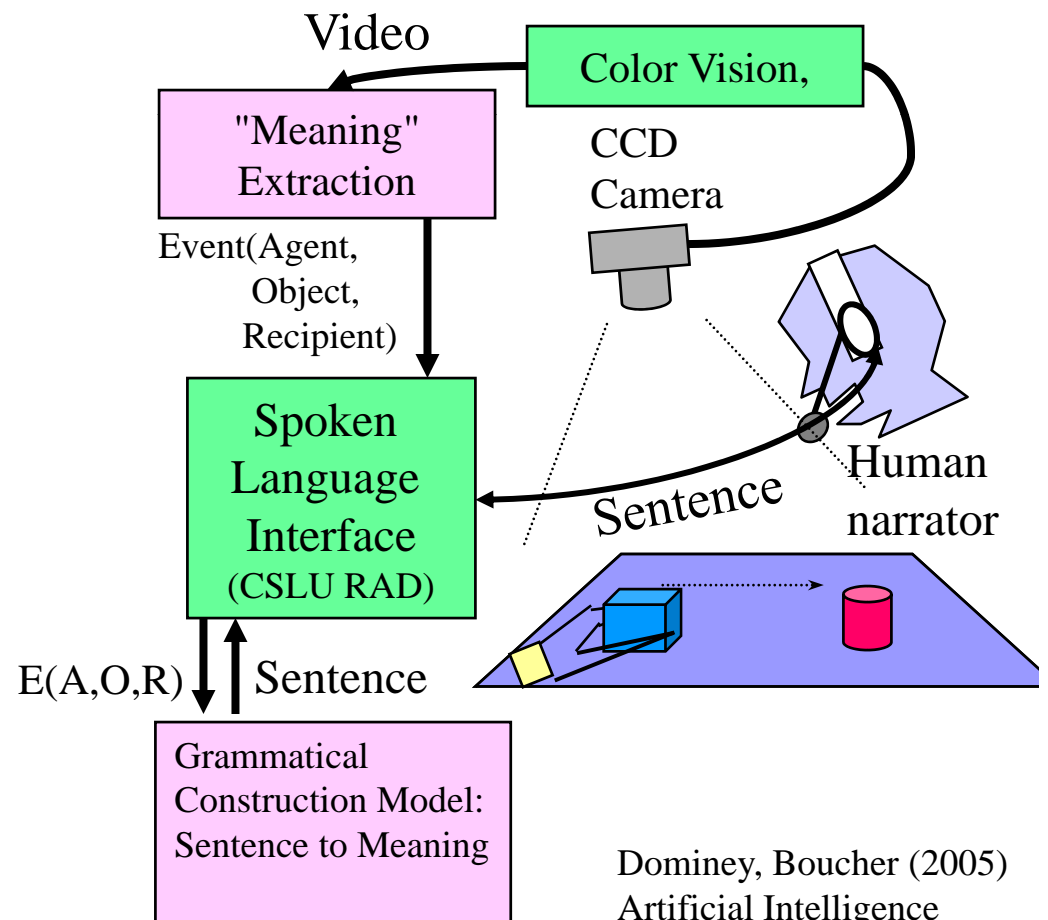 Video
Color Vision,
"Meaning"
Extraction
CCD
Camera
Event(Agent,
Object,
Recipient)
Spoken
Language
Interface
(CSLU RAD)
Sentence
Human
narrator
E(A,O,R)
Sentence
Grammatical
Construction Model:
Sentence to Meaning
Dominey, Boucher (2005)
Artificial Intelligence